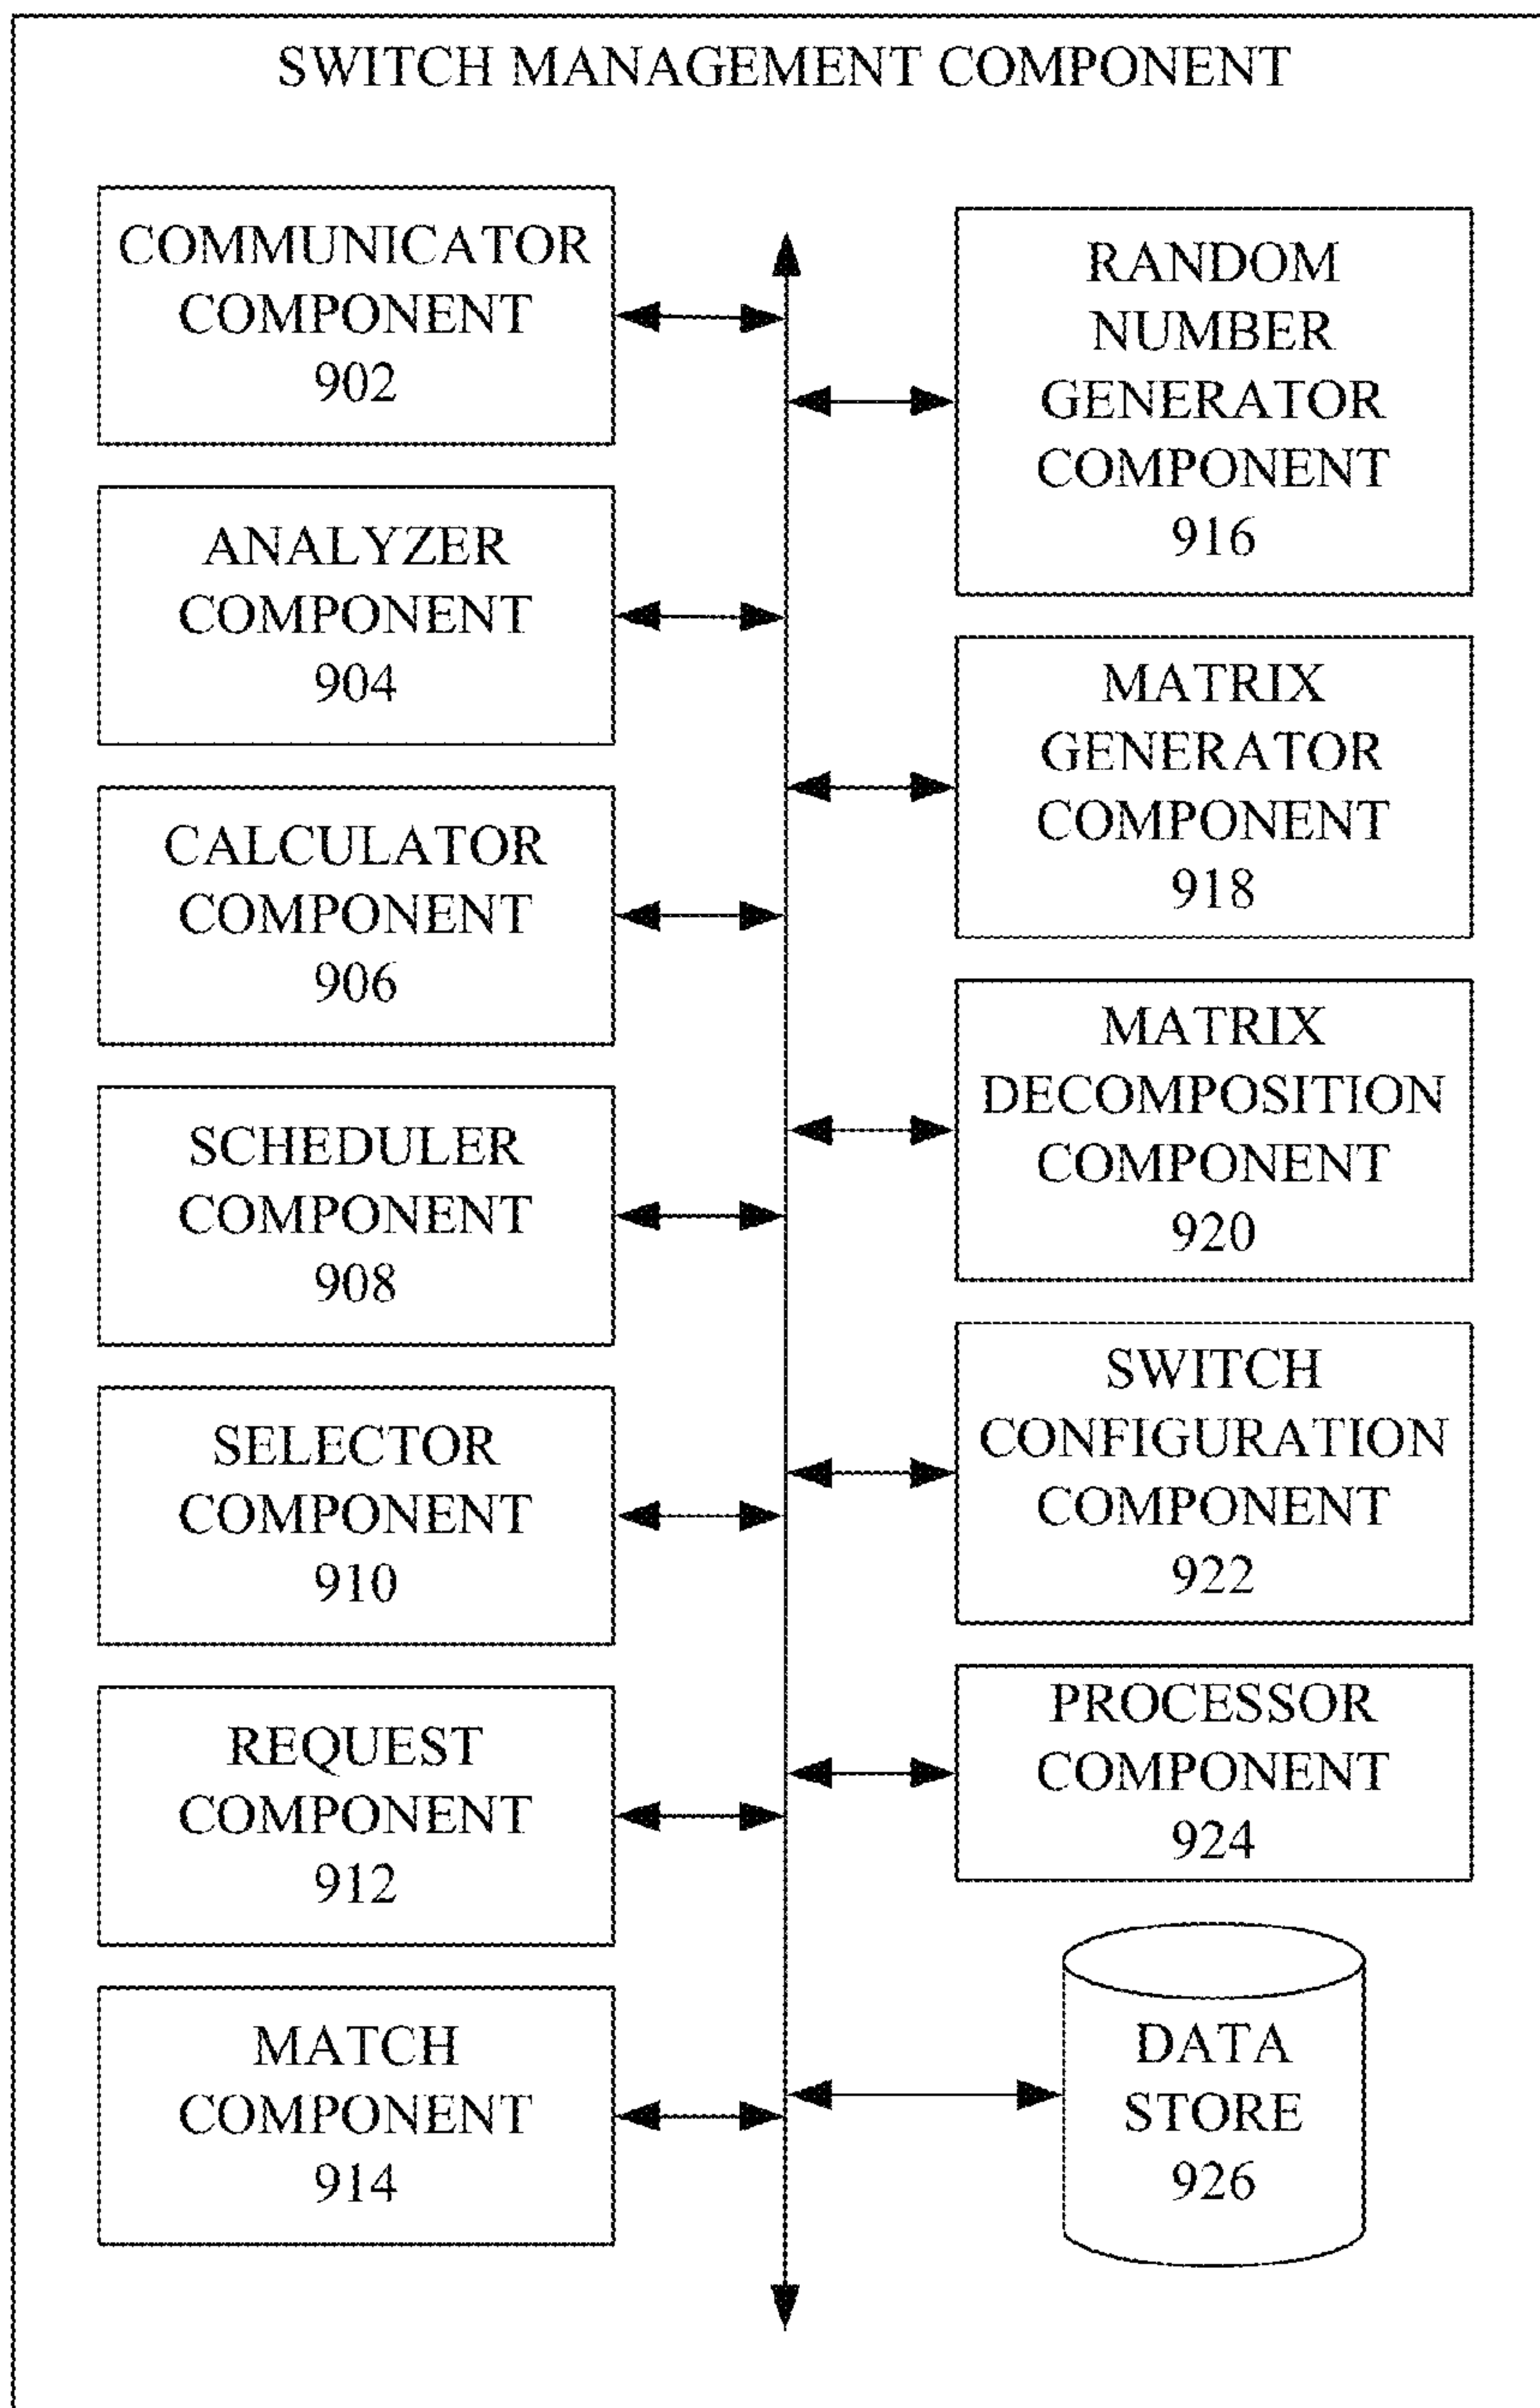 SWITCH MANAGEMENT COMPONENT
COMMUNICATOR
COMPONENT
902
ANALYZER
COMPONENT
904
CALCULATOR
COMPONENT
906
SCHEDULER
COMPONENT
908
SELECTOR
COMPONENT
910
REQUEST
COMPONENT
912
MATCH
COMPONENT
914
RANDOM
NUMBER
GENERATOR
COMPONENT
916
MATRIX
GENERATOR
COMPONENT
918
MATRIX
DECOMPOSITION
COMPONENT
920
SWITCH
CONFIGURATION
COMPONENT
922
PROCESSOR
COMPONENT
924
DATA
STORE
926